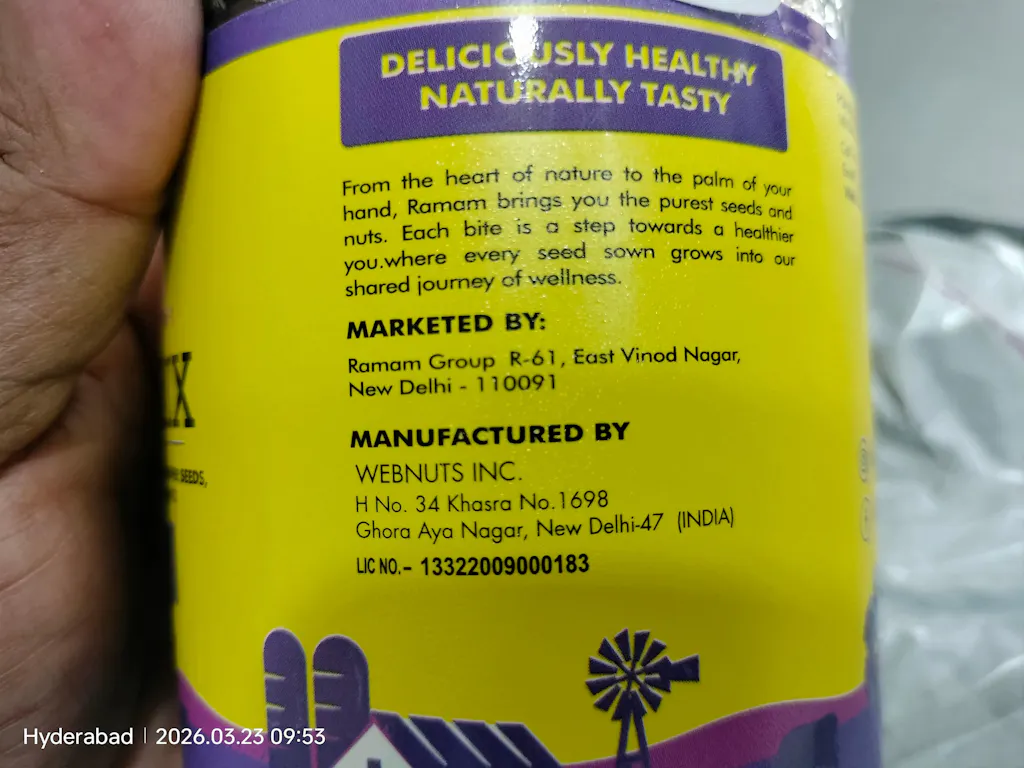 DELICIOUSLY HEALTHY
NATURALLY TASTY
From the heart of nature to the palm of your
hand, Ramam brings you the purest seeds and
nuts. Each bite is a step towards a healthier
you.where every seed sown grows into our
shared journey of wellness.
MARKETED BY:
Ramam Group R-61, East Vinod Nagar,
New Delhi - 110091
MANUFACTURED BY
WEBNUTS INC.
H No. 34 Khasra No.1698
Ghora Aya Nagar, New Delhi-47 (INDIA)
LIC NO.- 13322009000183
IX
SEEDS,
Hyderabad | 2026.03.23 09:53